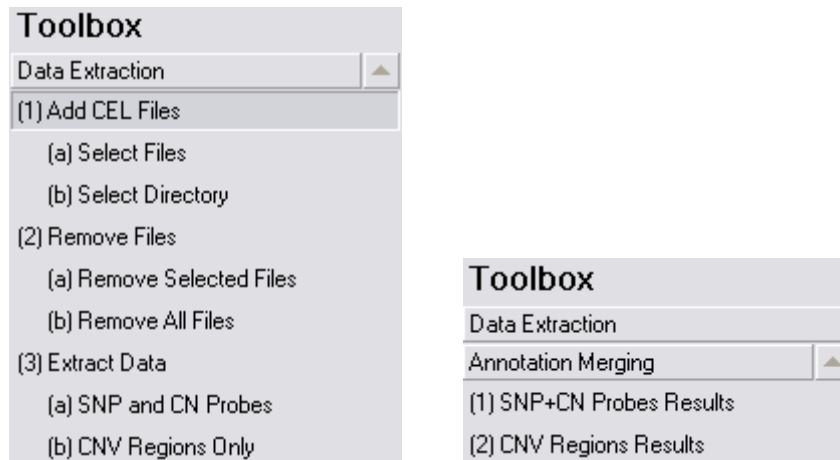 Toolbox
Data Extraction
(1) Add CEL Files
(a) Select Files
(b) Select Directory
(2) Remove Files
(a) Remove Selected Files
(b) Remove All Files
(3) Extract Data
(a) SNP and CN Probes
(b) CNV Regions Only
Toolbox
Data Extraction
Annotation Merging
(1) SNP+CN Probes Results
(2) CNV Regions Results